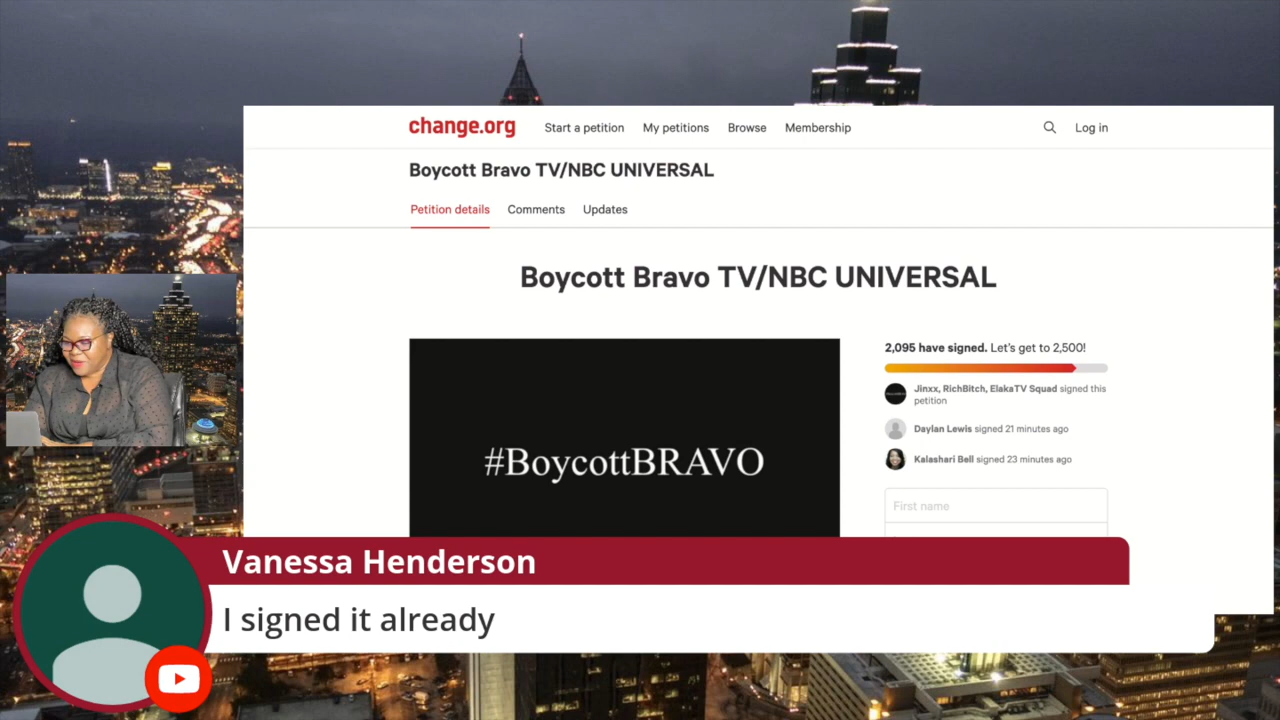 change.org
Start a petition
My petitions
Browse
Membership
Log in
Boycott Bravo TV/NBC UNIVERSAL
Petition details
Comments
Updates
Boycott Bravo TV/NBC UNIVERSAL
#BoycottBRAVO
2,095 have signed. Let's get to 2,500!
Jinxx, RichBitch, ElakaTV Squad signed this
petition
Daylan Lewis signed 21 minutes ago
Kalashari Bell signed 23 minutes ago
First name
Vanessa Henderson
I signed it already